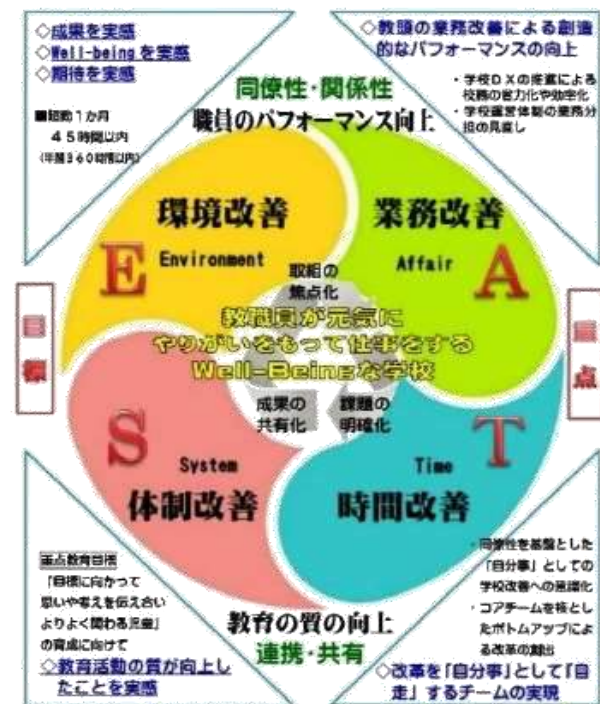 ◇成果を実感
◇Well-beingを実感
◇期待を実感
■超勤1か月
45時間以内
(年間360時間以内)
◇教頭の業務改善による創造
的なパフォーマンスの向上
・学校DXの推進による
校務の省力化や効率化
・学校運営体制の業務分
担の見直し
同僚性・関係性
職員のパフォーマンス向上
環境改善
Environment
E
業務改善
Affair
A
目標
重点
取組の
焦点化
教職員が元気に
やりがいをもって仕事をする
Well-Beingな学校
成果の
共有化
課題の
明確化
S
System
体制改善
T
Time
時間改善
教育の質の向上
連携・共有
重点教育目標
「目標に向かって
思いや考えを伝え合い
よりよく関わる児童」
の育成に向けて
◇教育活動の質が向上し
たことを実感
・同僚性を基盤とした
「自分事」としての
学校改善への意識化
・コアチームを核とし
たボトムアップによ
る改革の創出
◇改革を「自分事」として「自
走」するチームの実現